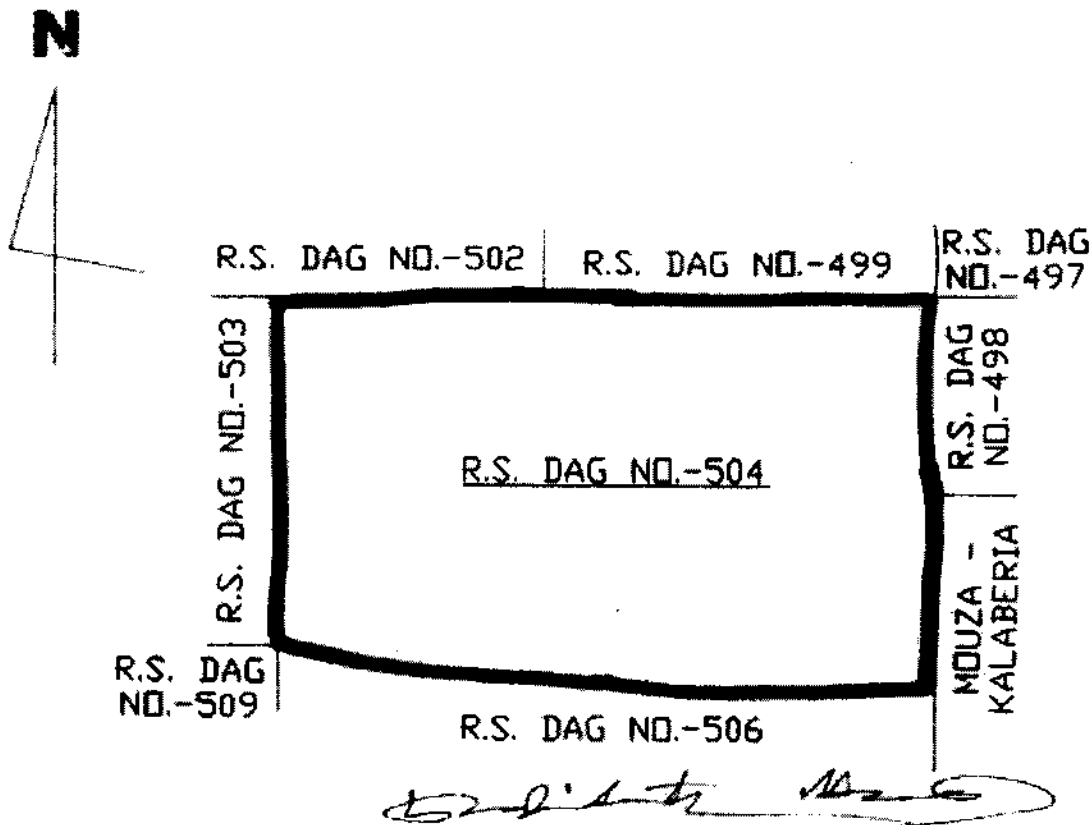 N
R.S. DAG NO.-502
R.S. DAG NO.-499
R.S. DAG
NO.-497
R.S. DAG NO.-503
R.S. DAG
NO.-498
R.S. DAG NO.-504
MOUZA -
KALABERIA
R.S. DAG
NO.-509
R.S. DAG NO.-506